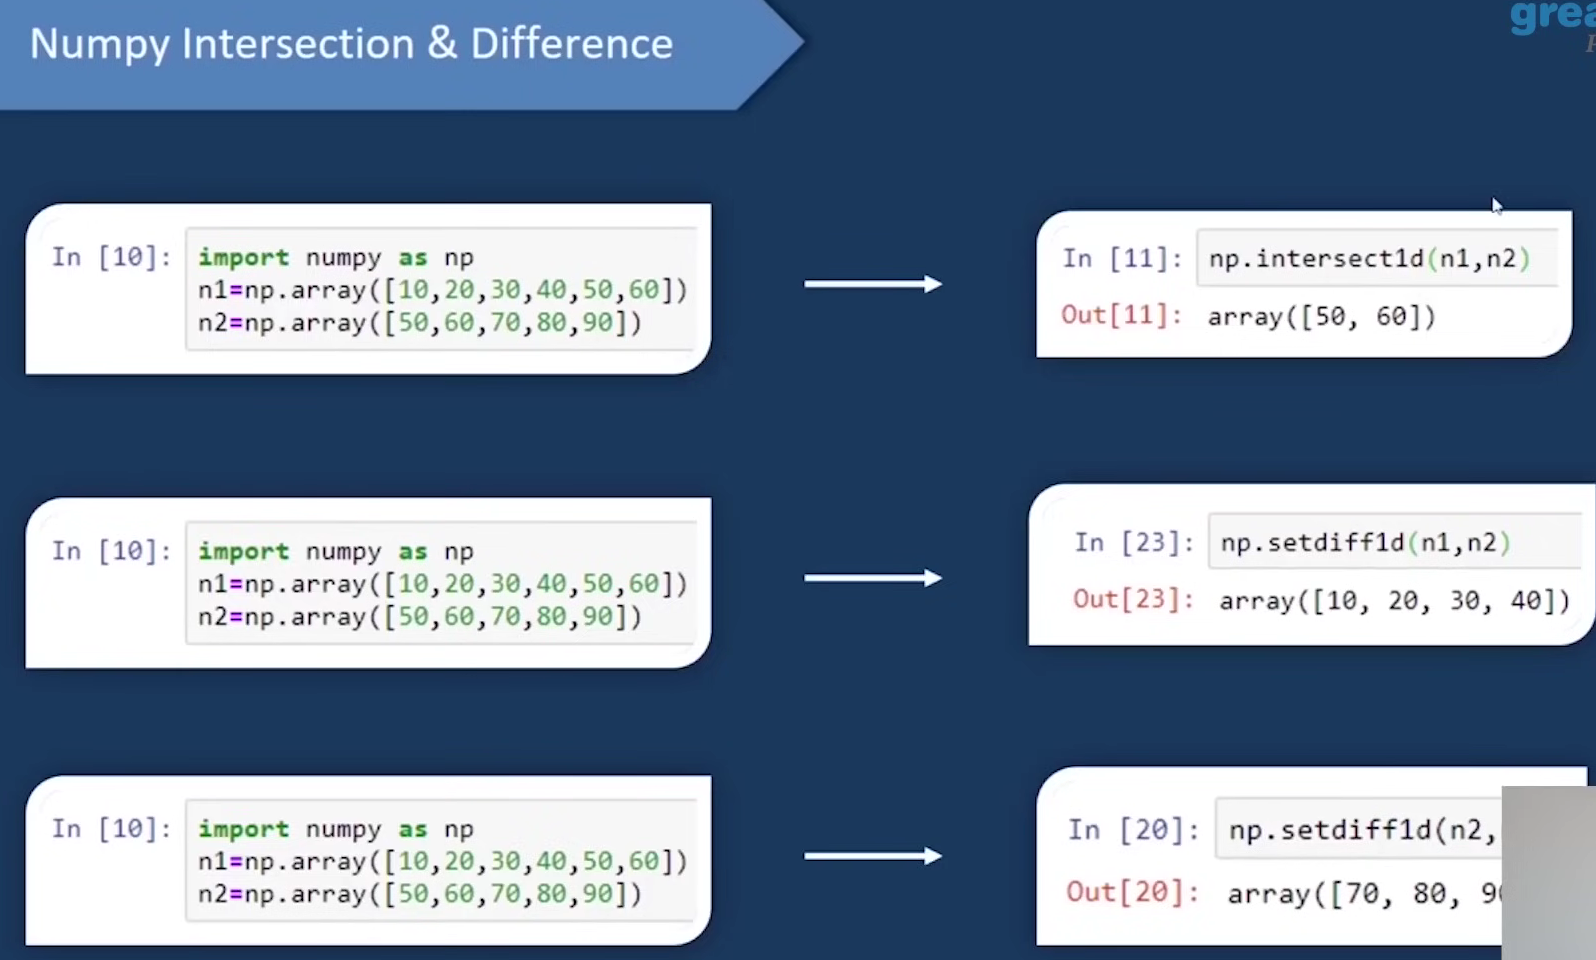 Numpy Intersection & Difference
In [10]: import numpy as np
n1=np.array([10,20,30,40,50,60])
n2=np.array([50,60,70,80,90])
In [11]: np.intersect1d(n1,n2)
Out[11]: array([50, 60])
In [10]: import numpy as np
n1=np.array([10,20,30,40,50,60])
n2=np.array([50,60,70,80,90])
In [23]: np.setdiff1d(n1,n2)
Out[23]: array([10, 20, 30, 40])
In [10]: import numpy as np
n1=np.array([10,20,30,40,50,60])
n2=np.array([50,60,70,80,90])
In [20]: np.setdiff1d(n2,
Out[20]: array([70, 80, 9